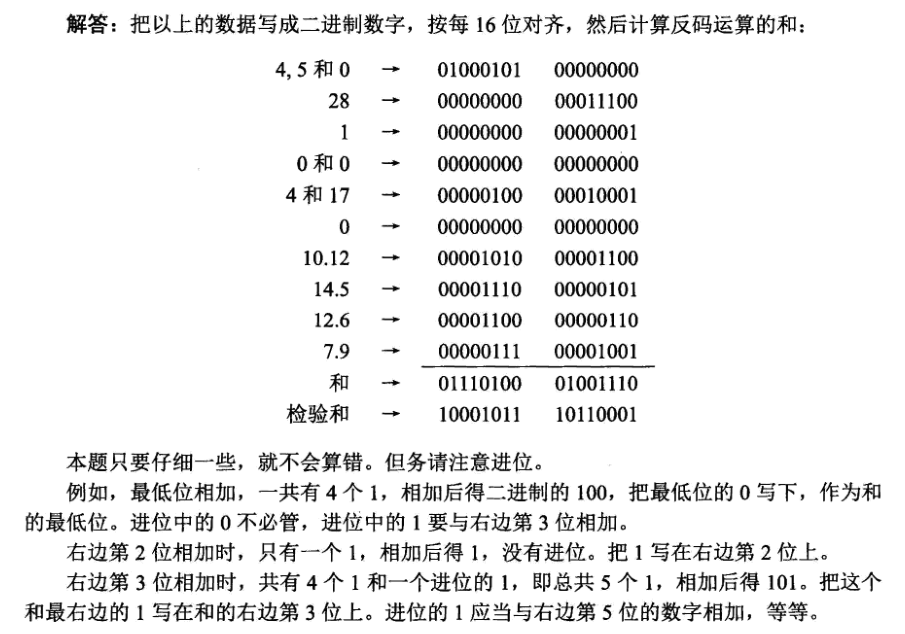 解答：把以上的数据写成二进制数字，按每 16 位对齐，然后计算反码运算的和：
4, 5 和 0 → 01000101 00000000
28 → 00000000 00011100
1 → 00000000 00000001
0 和 0 → 00000000 00000000
4 和 17 → 00000100 00010001
0 → 00000000 00000000
10.12 → 00001010 00001100
14.5 → 00001110 00000101
12.6 → 00001100 00000110
7.9 → 00000111 00001001
和 → 01110100 01001110
检验和 → 10001011 10110001
本题只要仔细一些，就不会算错。但务请注意进位。
例如，最低位相加，一共有 4 个 1，相加后得二进制的 100，把最低位的 0 写下，作为和
的最低位。进位中的 0 不必管，进位中的 1 要与右边第 3 位相加。
右边第 2 位相加时，只有一个 1，相加后得 1，没有进位。把 1 写在右边第 2 位上。
右边第 3 位相加时，共有 4 个 1 和一个进位的 1，即总共 5 个 1，相加后得 101。把这个
和最右边的 1 写在和的右边第 3 位上。进位的 1 应当与右边第 5 位的数字相加，等等。